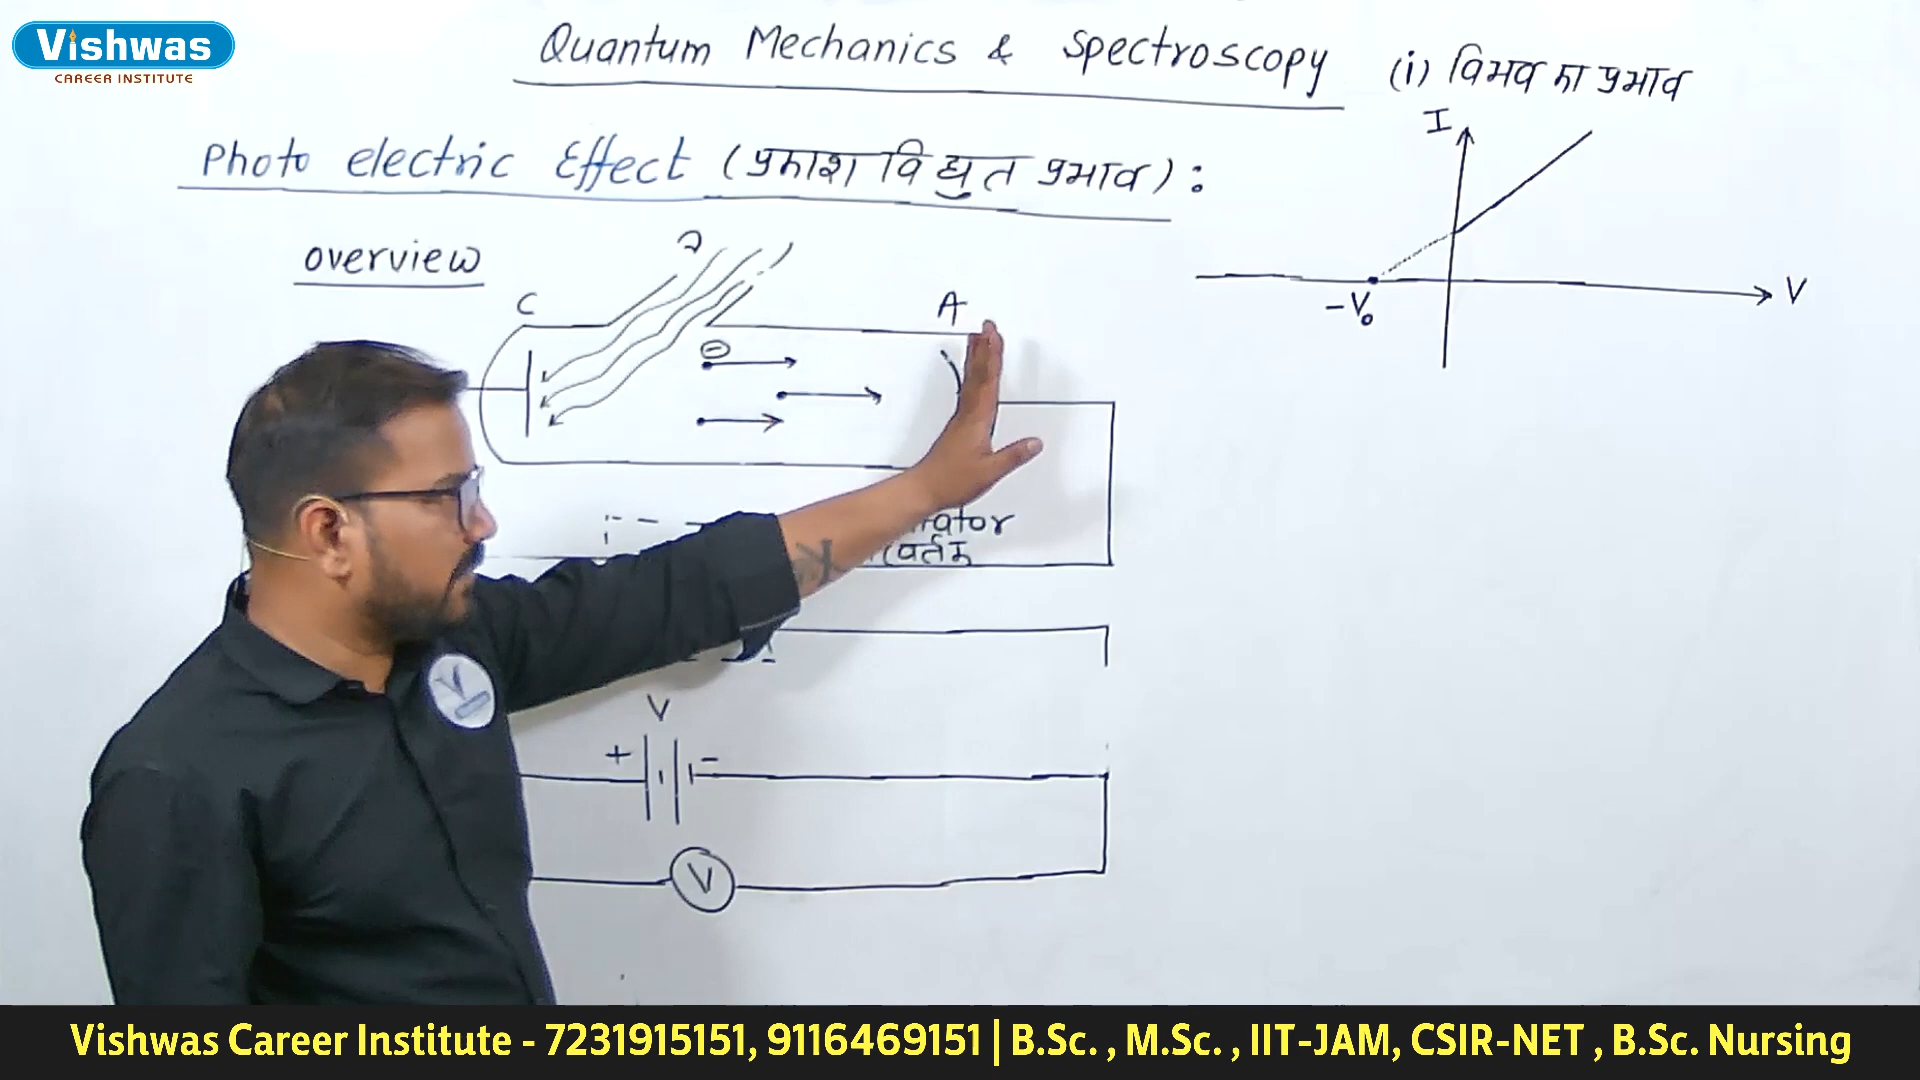 Vishwas
CAREER INSTITUTE
Quantum Mechanics & Spectroscopy
(i) विभव का प्रभाव
I
V
-V₀
Photo electric Effect (प्रकाश विद्युत प्रभाव) :
overview
C
A
V
+ -
V
Vishwas Career Institute - 7231915151, 9116469151 | B.Sc. , M.Sc. , IIT-JAM, CSIR-NET , B.Sc. Nursing